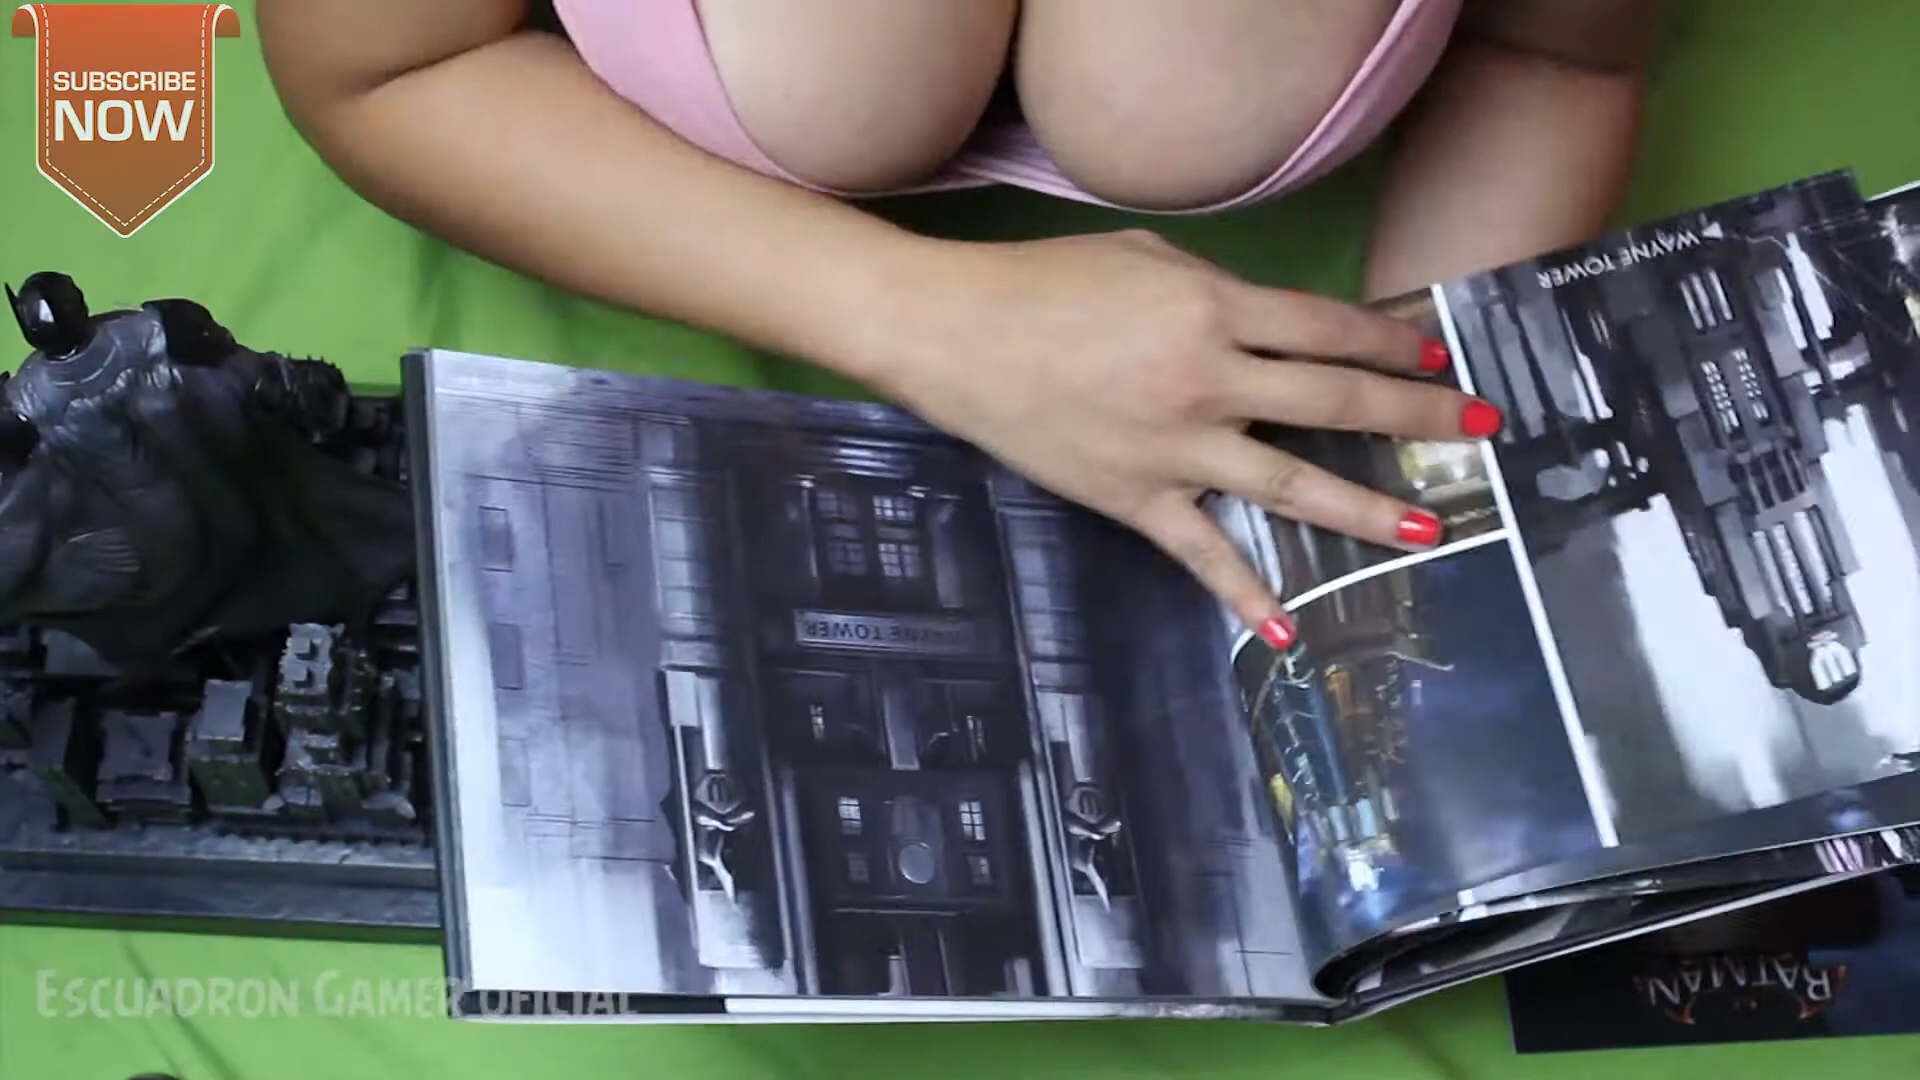 SUBSCRIBE
NOW
WAYNE TOWER
WAYNE TOWER
ESCUADRON GAMER OFICIAL
BATMAN